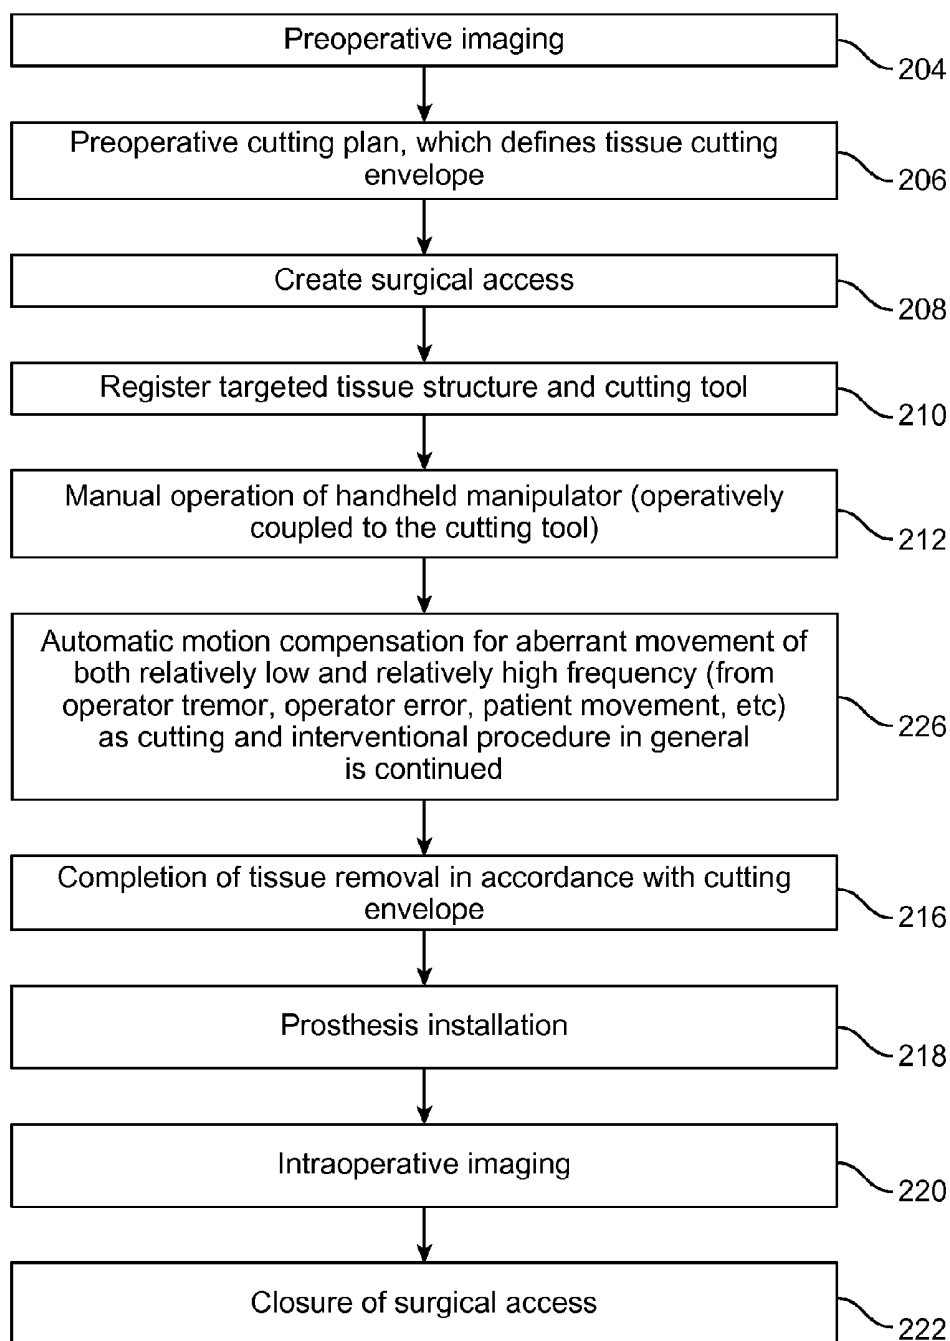 Preoperative imaging
204
Preoperative cutting plan, which defines tissue cutting
envelope
206
Create surgical access
208
Register targeted tissue structure and cutting tool
210
Manual operation of handheld manipulator (operatively
coupled to the cutting tool)
212
Automatic motion compensation for aberrant movement of
both relatively low and relatively high frequency (from
operator tremor, operator error, patient movement, etc)
as cutting and interventional procedure in general
is continued
226
Completion of tissue removal in accordance with cutting
envelope
216
Prosthesis installation
218
Intraoperative imaging
220
Closure of surgical access
222